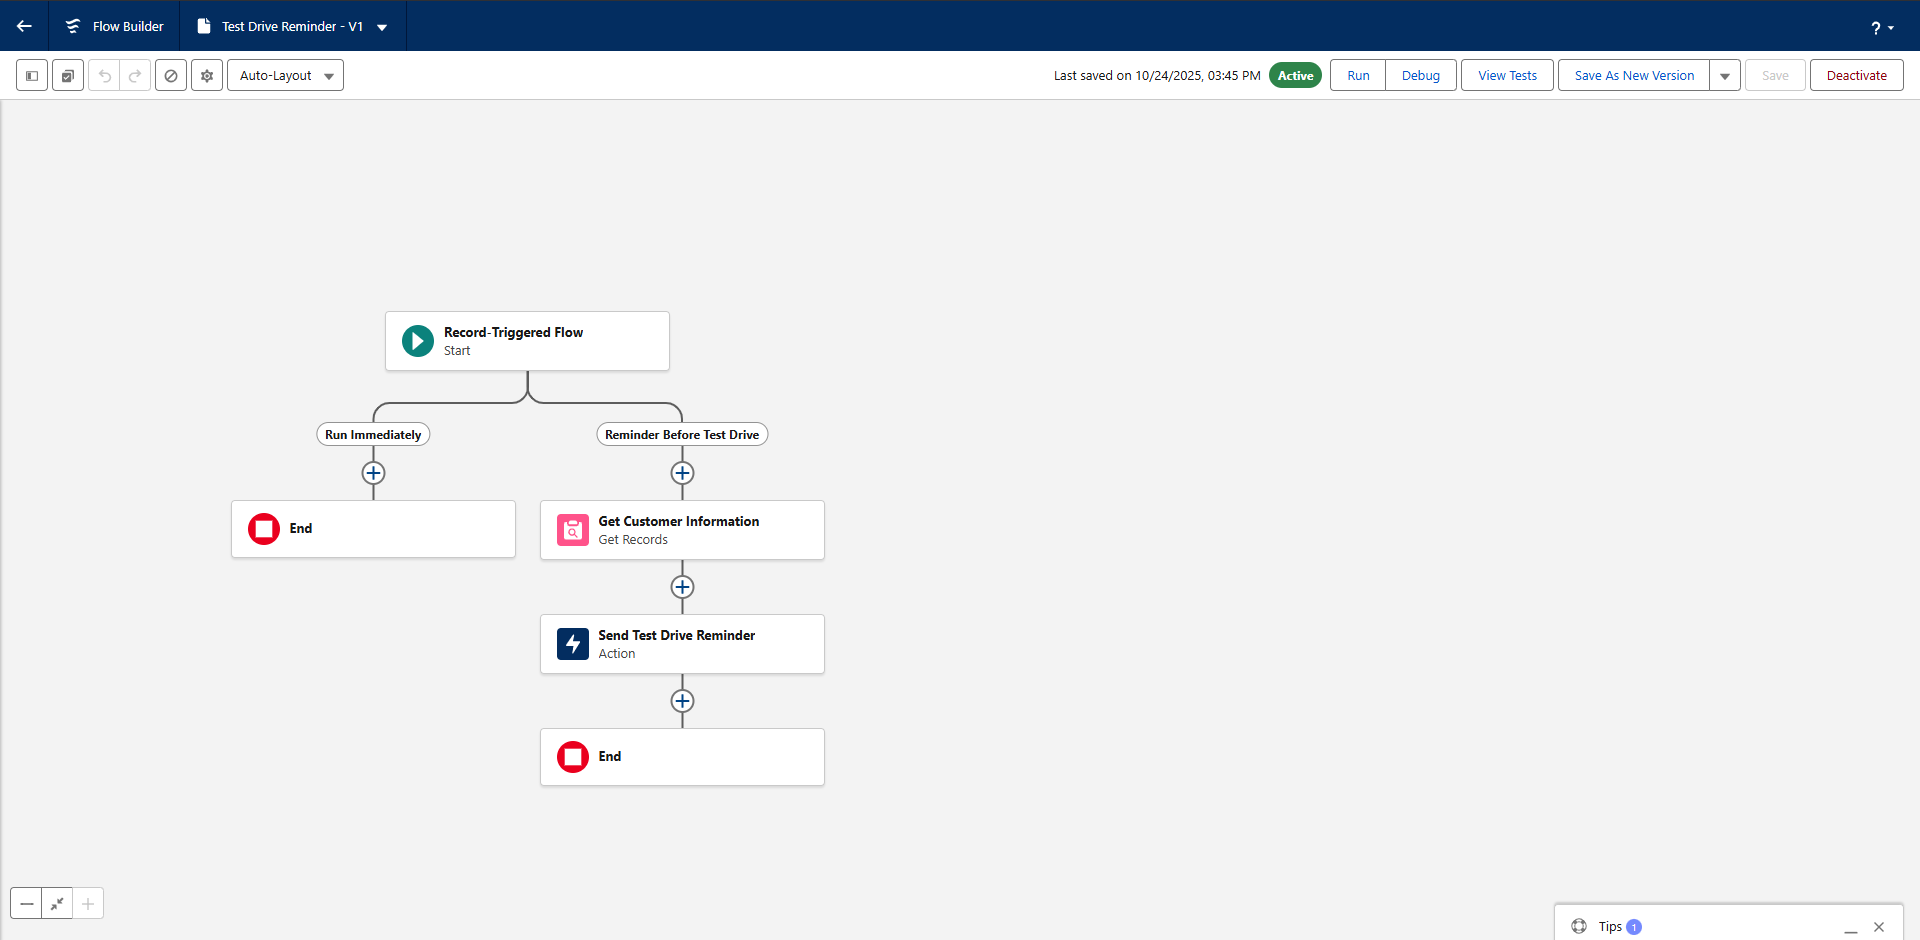 Flow Builder
Test Drive Reminder - V1
?
Auto-Layout
Last saved on 10/24/2025, 03:45 PM
Active
Run
Debug
View Tests
Save As New Version
Save
Deactivate
Record-Triggered Flow
Start
Run Immediately
Reminder Before Test Drive
End
Get Customer Information
Get Records
Send Test Drive Reminder
Action
End
Tips 1